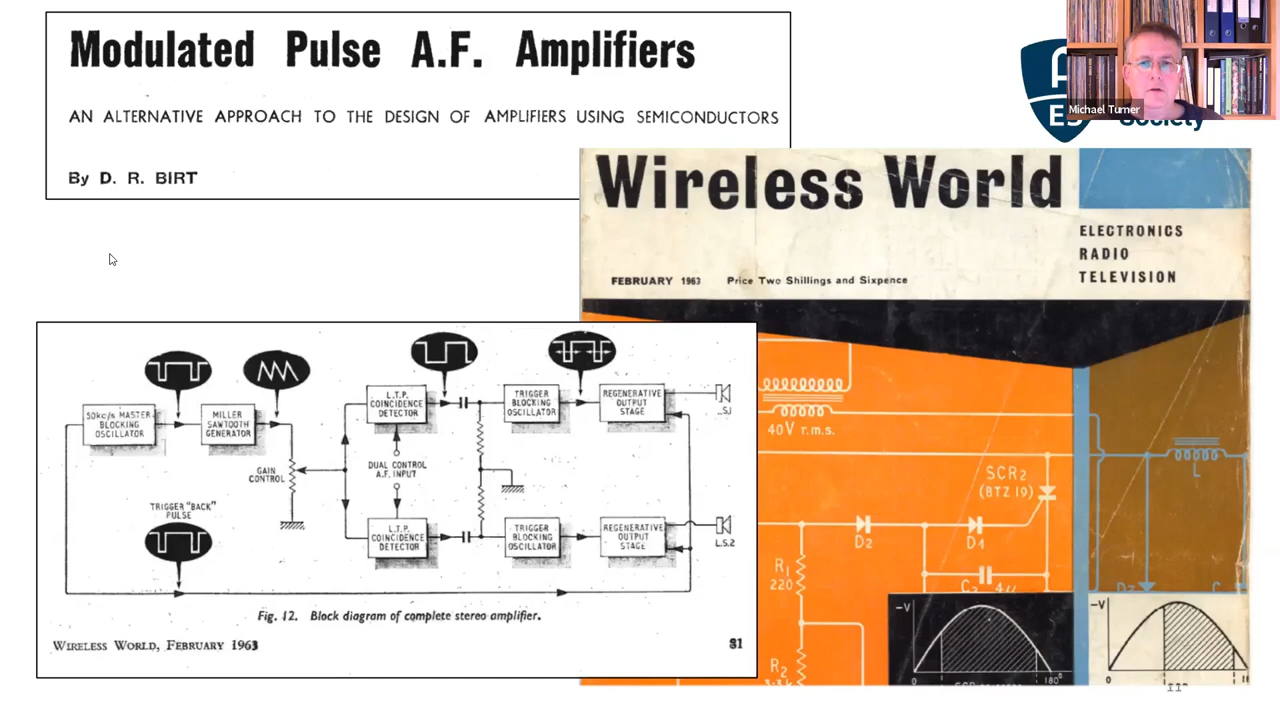 Modulated Pulse A.F. Amplifiers
AN ALTERNATIVE APPROACH TO THE DESIGN OF AMPLIFIERS USING SEMICONDUCTORS
By D. R. BIRT
Michael Turner
Society
Wireless World
ELECTRONICS
RADIO
TELEVISION
FEBRUARY 1963 Price Two Shillings and Sixpence
50kc/s MASTER
BLOCKING
OSCILLATOR
MILLER
SAWTOOTH
GENERATOR
GAIN
CONTROL
TRIGGER "BACK"
PULSE
L.T.P.
COINCIDENCE
DETECTOR
DUAL CONTROL
A.F. INPUT
L.T.P.
COINCIDENCE
DETECTOR
TRIGGER
BLOCKING
OSCILLATOR
REGENERATIVE
OUTPUT
STAGE
TRIGGER
BLOCKING
OSCILLATOR
REGENERATIVE
OUTPUT
STAGE
L.S.2
Fig. 12. Block diagram of complete stereo amplifier.
WIRELESS WORLD, FEBRUARY 1963
81
40V r.m.s.
SCR2
(BTZ 19)
D2
D1
R1
220
R2
L
-V
0
180°
-V
0